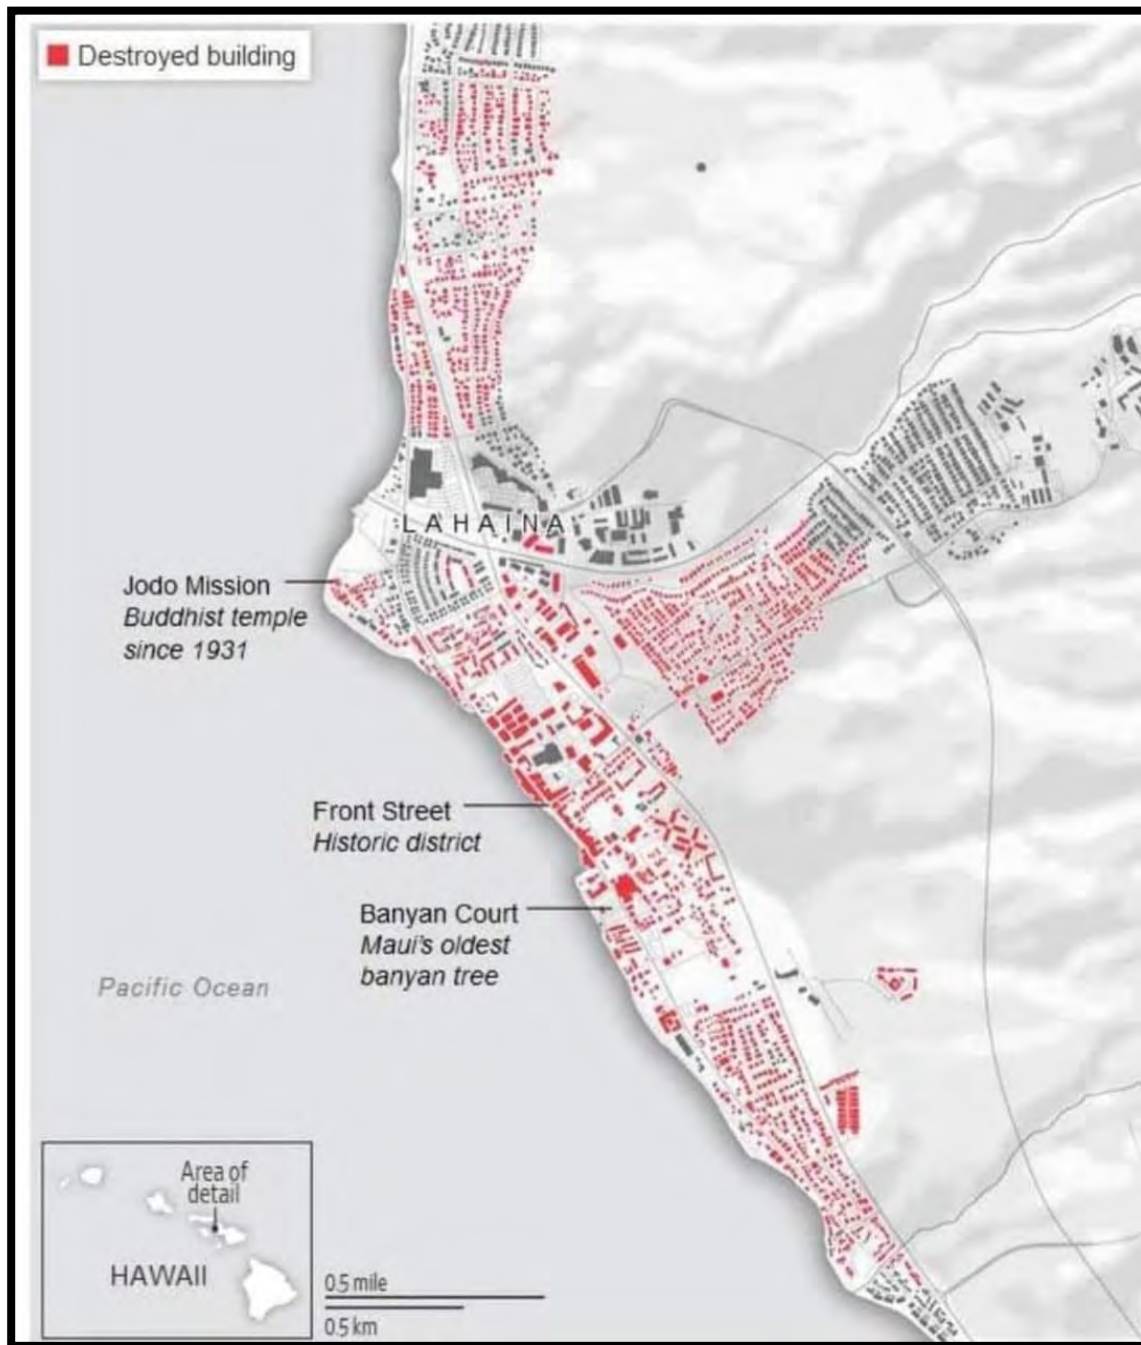 Destroyed building
LAHAINA
Jodo Mission
Buddhist temple
since 1931
Front Street
Historic district
Banyan Court
Maui's oldest
banyan tree
Pacific Ocean
Area of
detail
HAWAII
0.5 mile
0.5 km